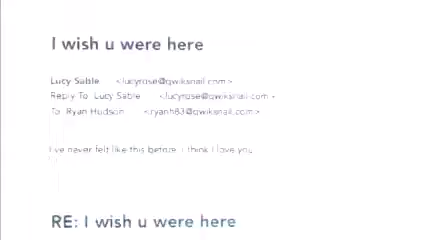 I wish u were here
Lucy Sable <lucyrose@qwiksnail.com>
Reply To Lucy Sable <lucyrose@qwiksnail.com>
To Ryan Hudson <ryanh83@qwiksnail.com>
I've never felt like this before. I think I love you
RE: I wish u were here